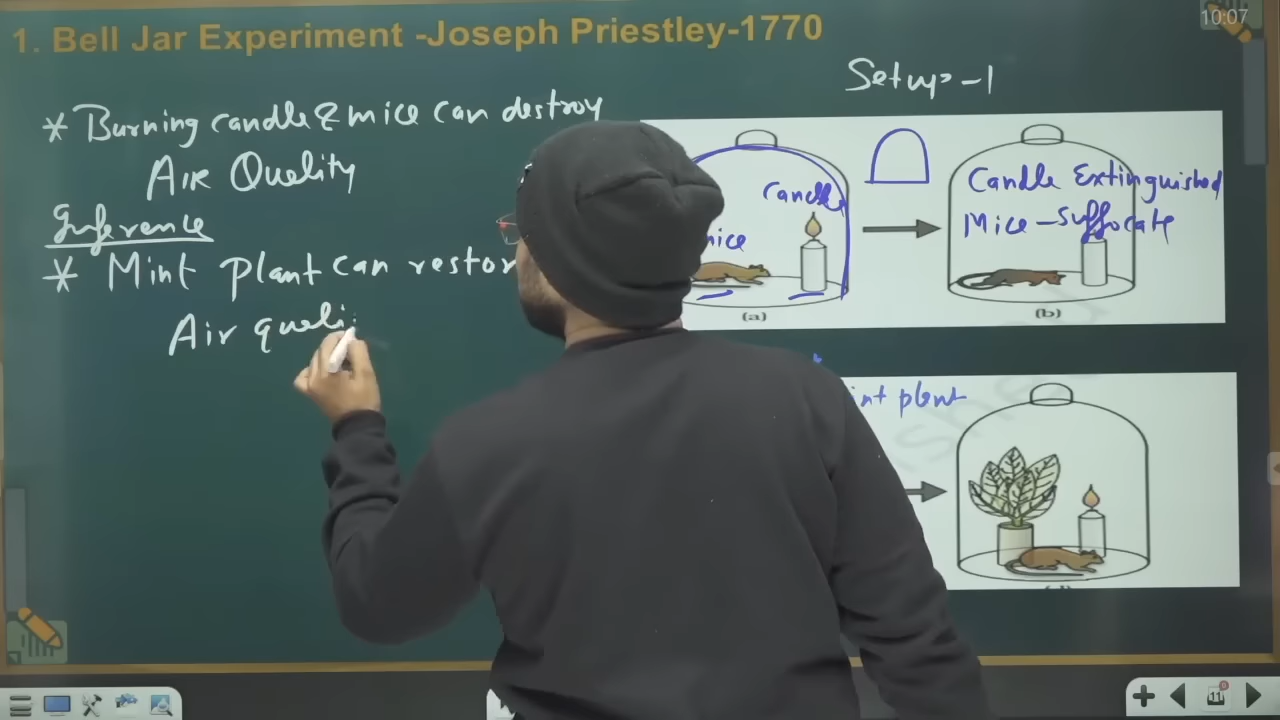 10:07
1. Bell Jar Experiment -Joseph Priestley-1770
Setup-1
* Burning candle & mice can destroy
AIR Quality
Inference
* Mint plant can restor
Air quali
Candle
mice
(a)
Candle Extinguished
Mice-Suffocate
(b)
int plant
11